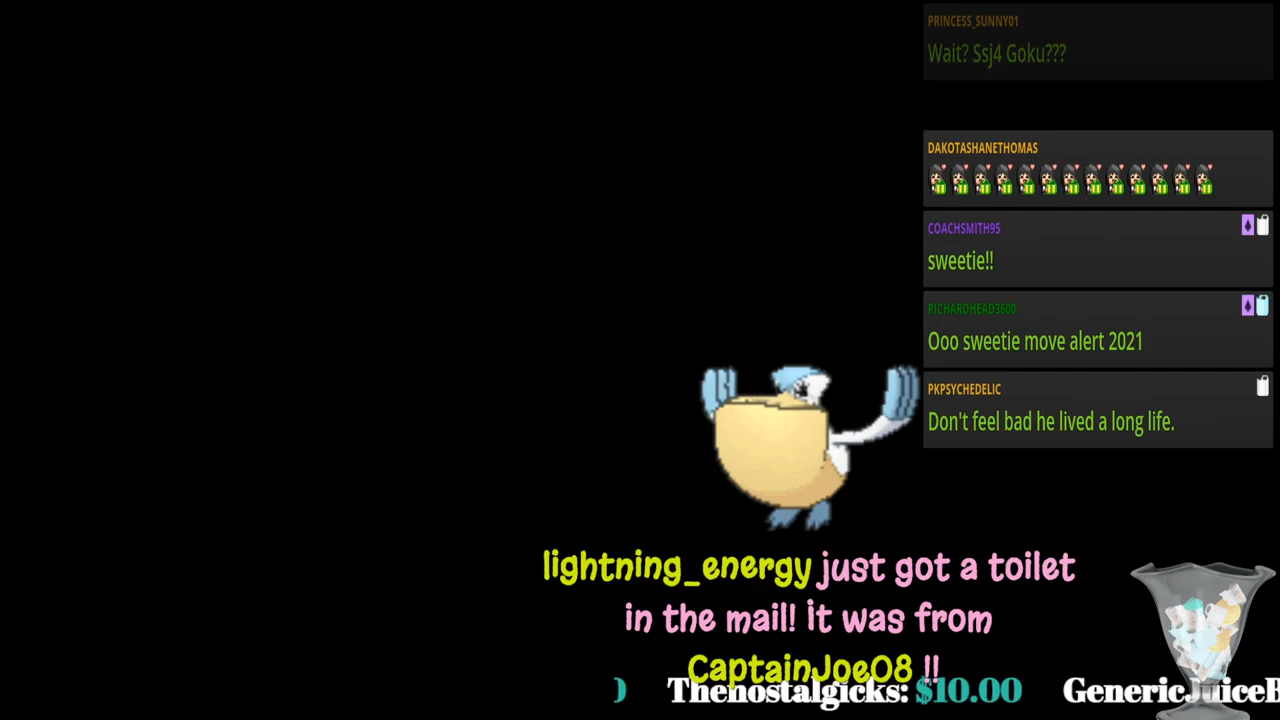 PRINCESS_SUNNY01
Wait? Ssj4 Goku???
DAKOTASHANETHOMAS
COACHSMITH95
sweetie!!
RICHARDHEAD3600
Ooo sweetie move alert 2021
PKPSYCHEDELIC
Don't feel bad he lived a long life.
lightning_energy just got a toilet
in the mail! It was from
CaptainJoe08 !!
Thenostalgicks: $10.00 GenericJuiceB